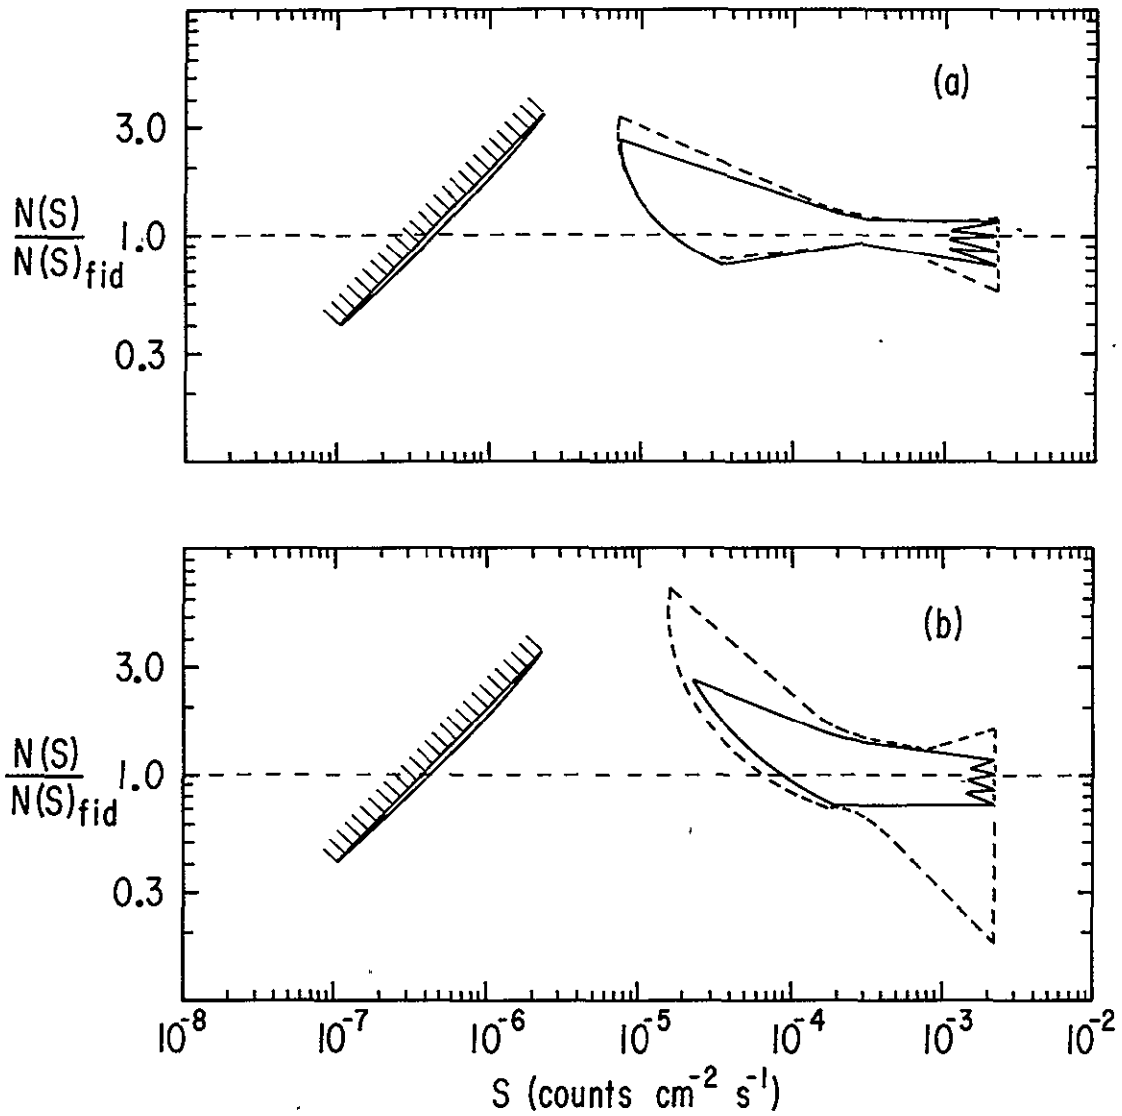 (a)
3.0
N(S)
N(S)fid
1.0
0.3
(b)
3.0
N(S)
N(S)fid
1.0
0.3
10⁻⁸ 10⁻⁷ 10⁻⁶ 10⁻⁵ 10⁻⁴ 10⁻³ 10⁻²
S (counts cm⁻² s⁻¹)